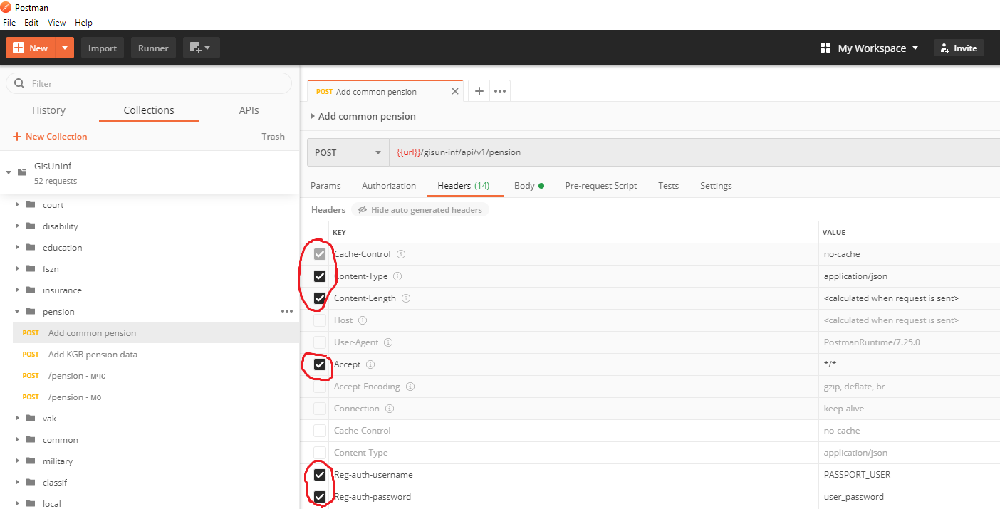 Postman
File Edit View Help
New Import Runner My Workspace Invite
Filter
History Collections APIs
New Collection Trash
GisUnInf
52 requests
court
disability
education
fszn
insurance
pension
POST Add common pension
POST Add KGB pension data
POST /pension - мчс
POST /pension - мо
vak
common
military
classif
local
POST Add common pension
Add common pension
POST {{url}}/gisun-inf/api/v1/pension
Params Authorization Headers (14) Body Pre-request Script Tests Settings
Headers Hide auto-generated headers
KEY VALUE
Cache-Control no-cache
Content-Type application/json
Content-Length <calculated when request is sent>
Host <calculated when request is sent>
User-Agent PostmanRuntime/7.25.0
Accept */*
Accept-Encoding gzip, deflate, br
Connection keep-alive
Cache-Control no-cache
Content-Type application/json
Reg-auth-username PASSPORT_USER
Reg-auth-password user_password